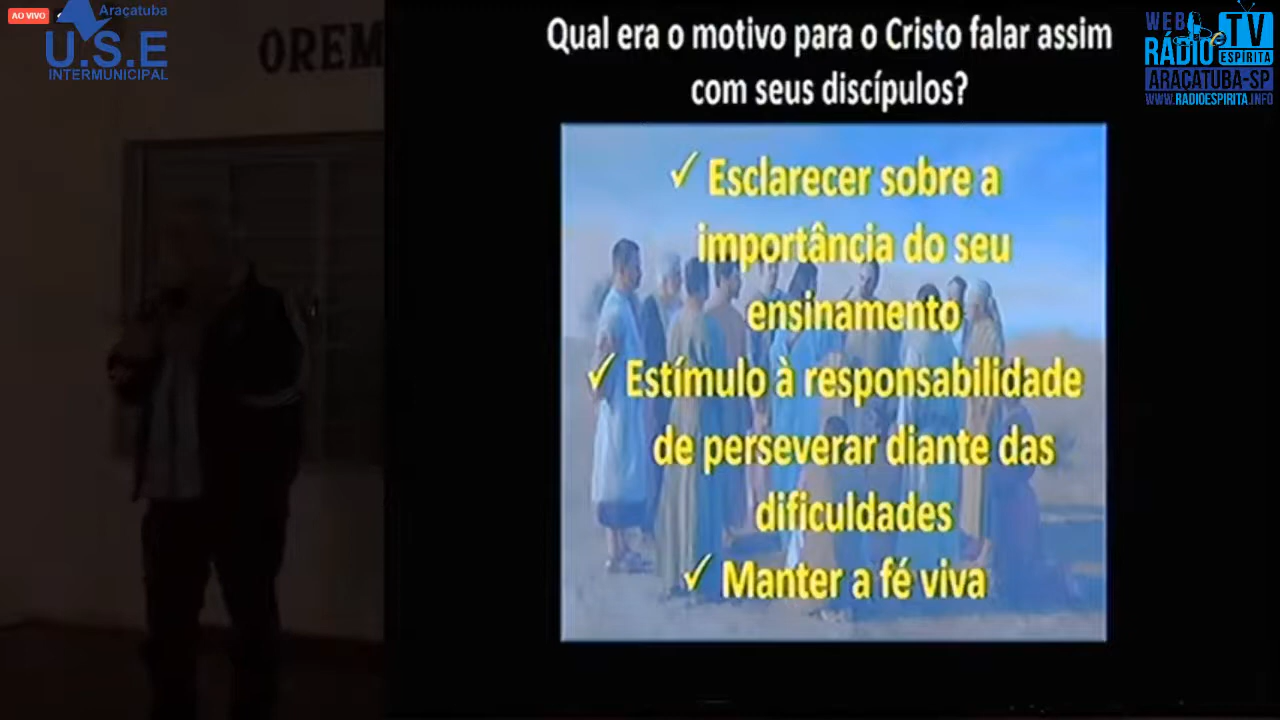 AO VIVO
Araçatuba
U.S.E
INTERMUNICIPAL
OREM
Qual era o motivo para o Cristo falar assim
com seus discípulos?
✓ Esclarecer sobre a
importância do seu
ensinamento
✓ Estímulo à responsabilidade
de perseverar diante das
dificuldades
✓ Manter a fé viva
WEB
RÁDIO e TV
ESPÍRITA
ARAÇATUBA-SP
WWW.RADIOESPIRITA.INFO